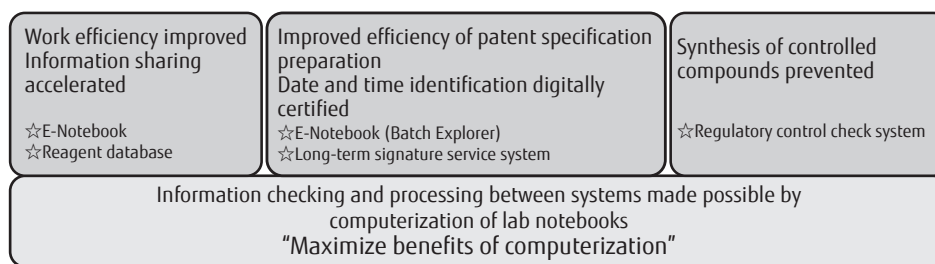 Work efficiency improved
Information sharing
accelerated
☆E-Notebook
☆Reagent database
Improved efficiency of patent specification
preparation
Date and time identification digitally
certified
☆E-Notebook (Batch Explorer)
☆Long-term signature service system
Synthesis of controlled
compounds prevented
☆Regulatory control check system
Information checking and processing between systems made possible by
computerization of lab notebooks
“Maximize benefits of computerization”